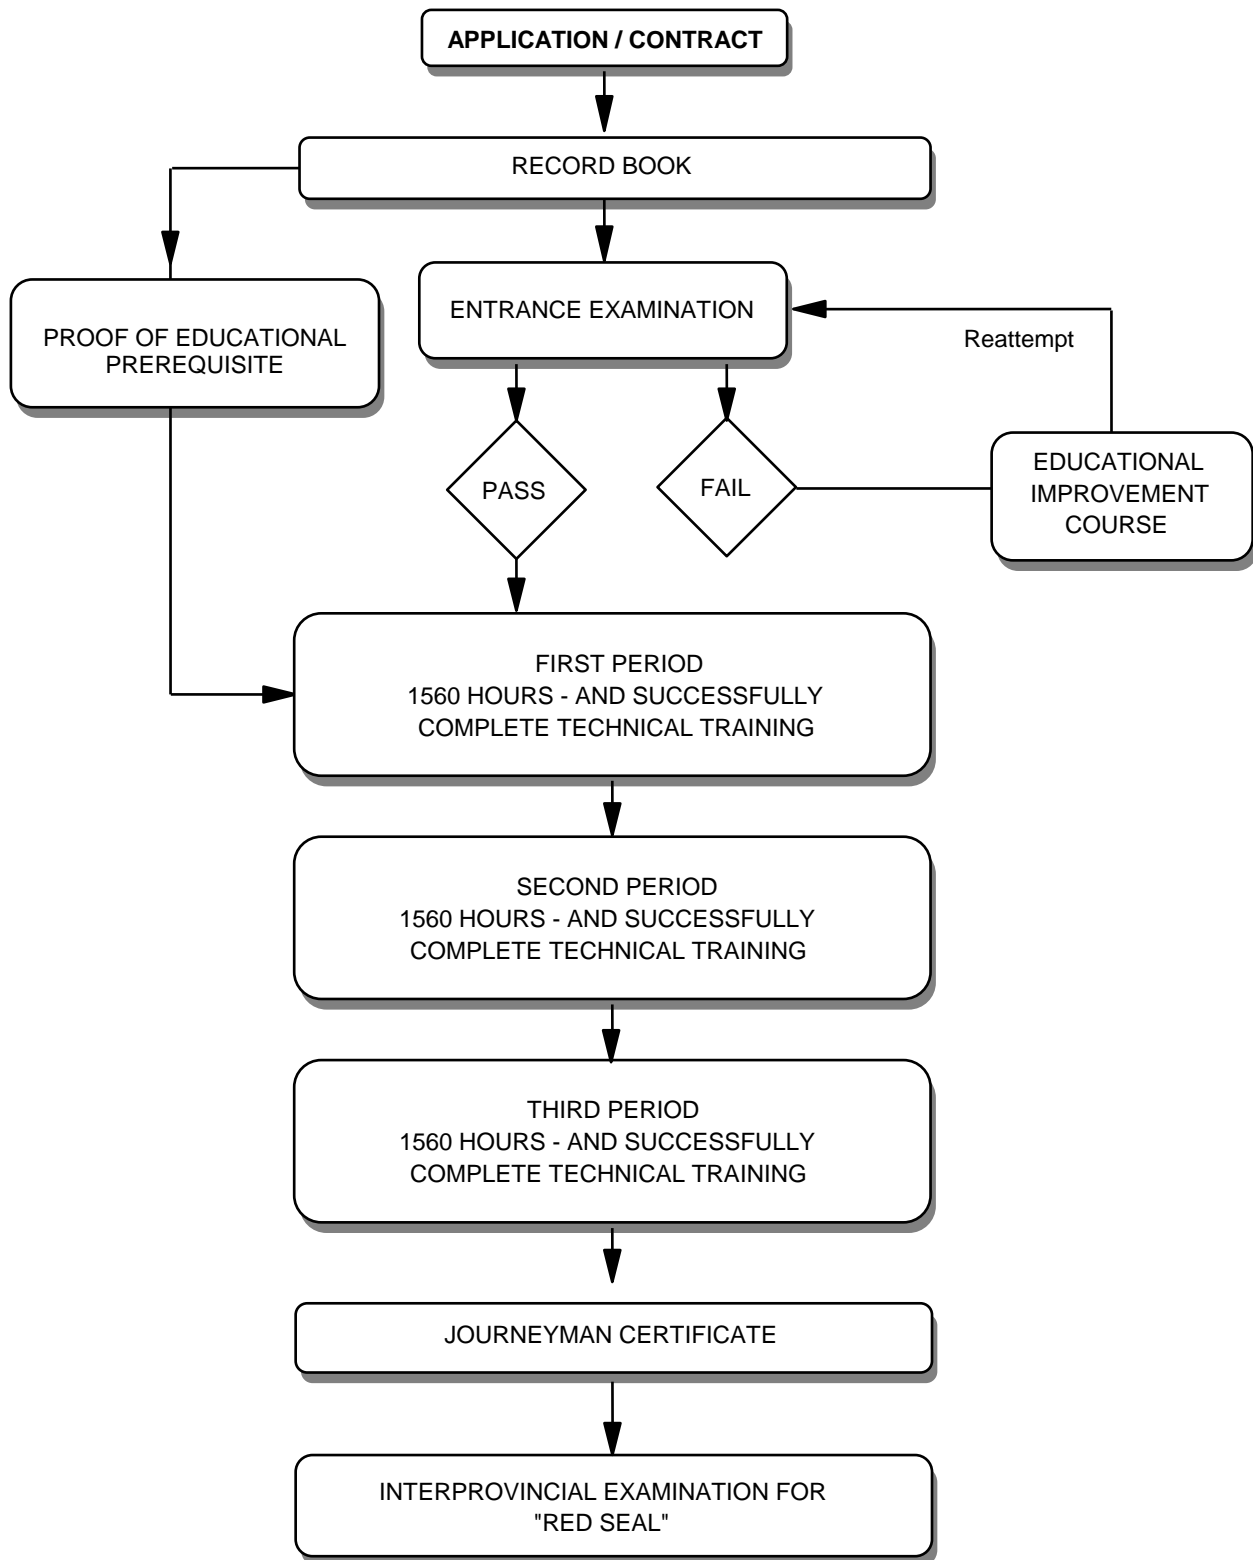 APPLICATION / CONTRACT
RECORD BOOK
PROOF OF EDUCATIONAL
PREREQUISITE
ENTRANCE EXAMINATION
Reattempt
PASS
FAIL
EDUCATIONAL
IMPROVEMENT
COURSE
FIRST PERIOD
1560 HOURS - AND SUCCESSFULLY
COMPLETE TECHNICAL TRAINING
SECOND PERIOD
1560 HOURS - AND SUCCESSFULLY
COMPLETE TECHNICAL TRAINING
THIRD PERIOD
1560 HOURS - AND SUCCESSFULLY
COMPLETE TECHNICAL TRAINING
JOURNEYMAN CERTIFICATE
INTERPROVINCIAL EXAMINATION FOR
"RED SEAL"